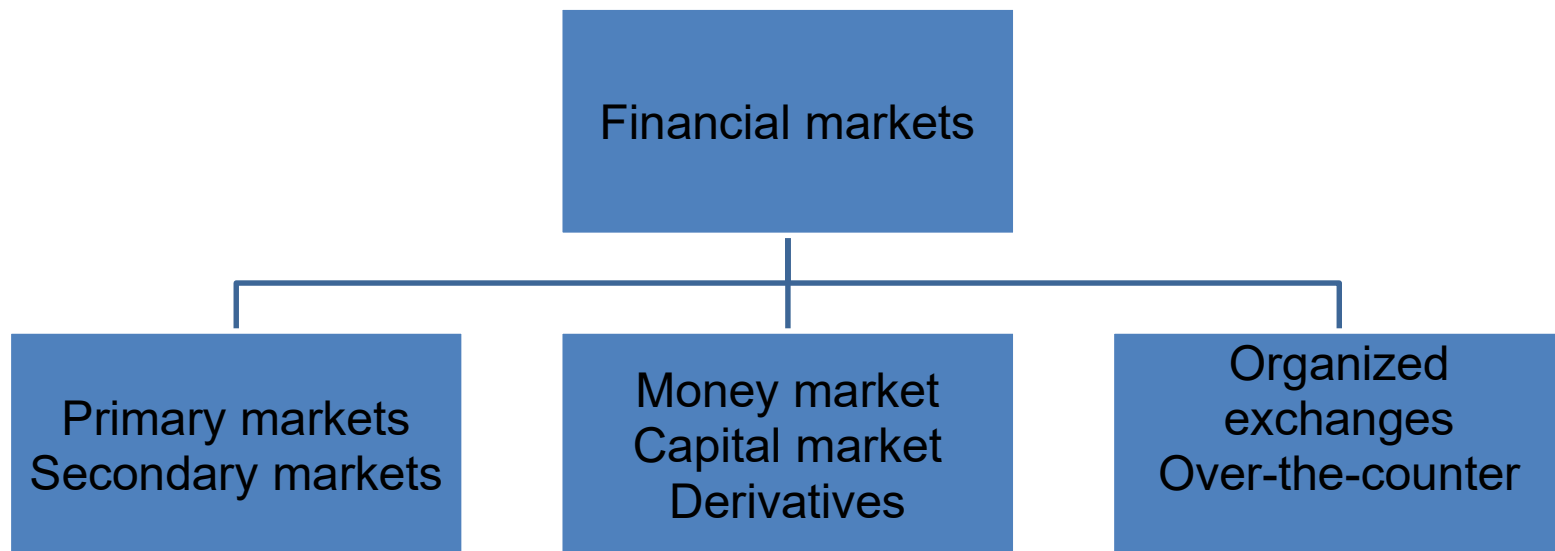 Financial markets
Primary markets
Secondary markets
Money market
Capital market
Derivatives
Organized
exchanges
Over-the-counter